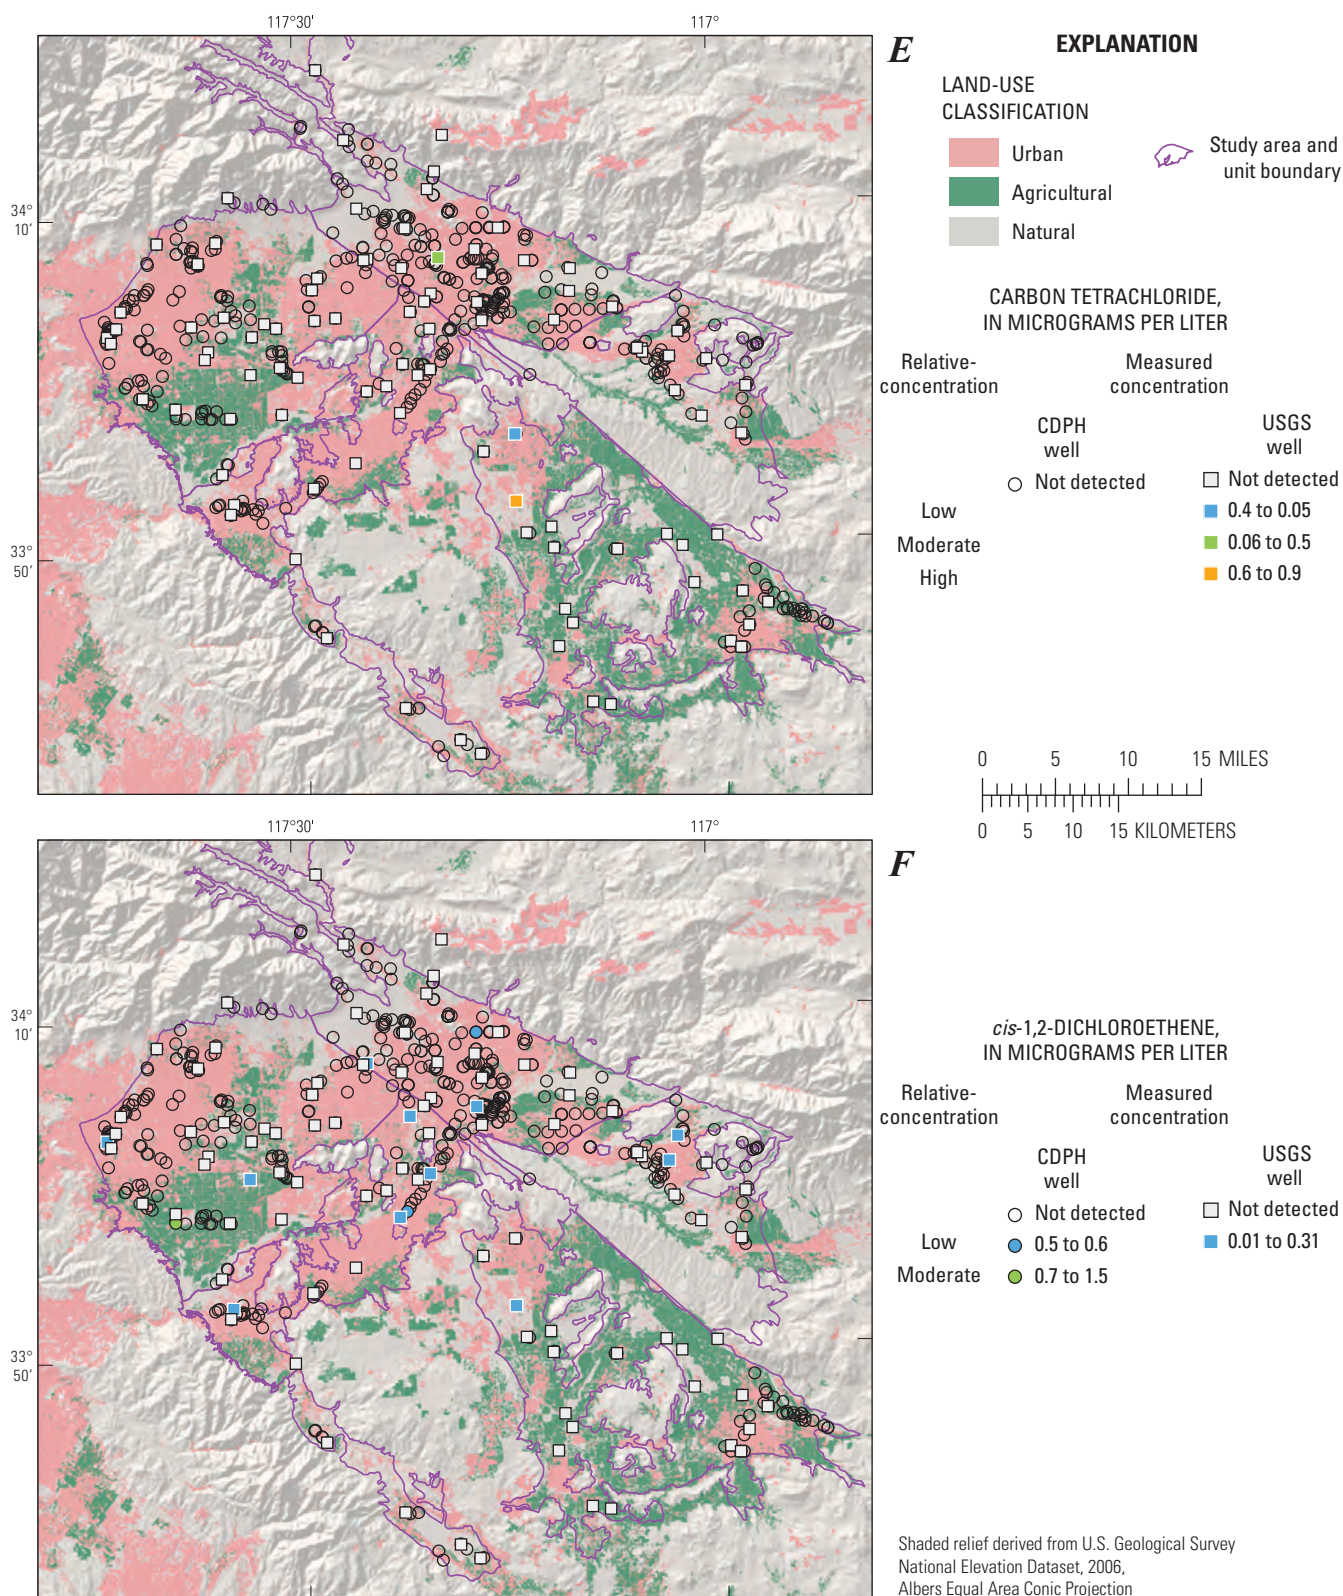 117°30'
117°
34°
10'
33°
50'
E
EXPLANATION
LAND-USE
CLASSIFICATION
Urban
Agricultural
Natural
Study area and
unit boundary
CARBON TETRACHLORIDE,
IN MICROGRAMS PER LITER
Relative-
concentration
Measured
concentration
CDPH
well
USGS
well
Not detected
Not detected
Low
0.4 to 0.05
Moderate
0.06 to 0.5
High
0.6 to 0.9
0 5 10 15 MILES
0 5 10 15 KILOMETERS
117°30'
117°
34°
10'
33°
50'
F
cis-1,2-DICHLOROETHENE,
IN MICROGRAMS PER LITER
Relative-
concentration
Measured
concentration
CDPH
well
USGS
well
Not detected
Not detected
Low
0.5 to 0.6
0.01 to 0.31
Moderate
0.7 to 1.5
Shaded relief derived from U.S. Geological Survey
National Elevation Dataset, 2006,
Albers Equal Area Conic Projection